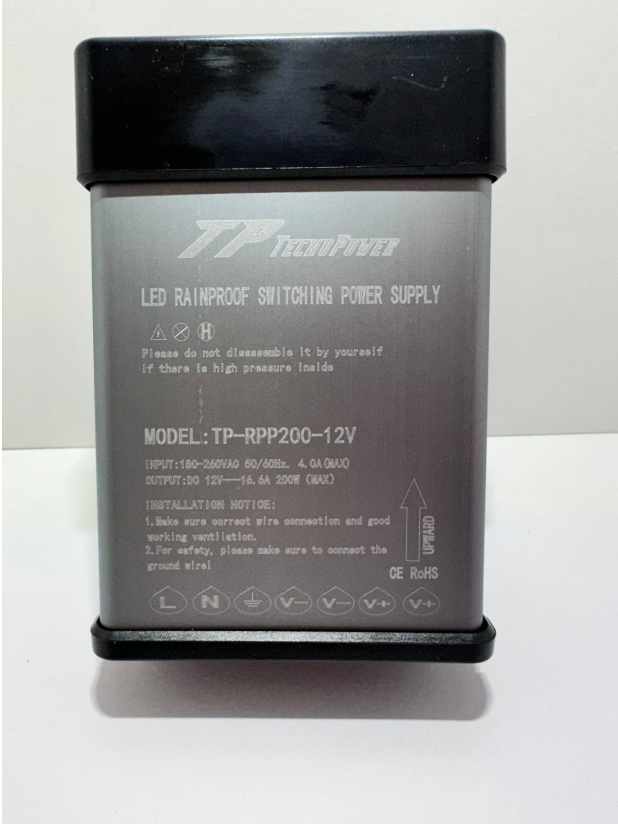 TP TECNOPOWER
LED RAINPROOF SWITCHING POWER SUPPLY
Please do not disassemble it by yourself
if there is high pressure inside
MODEL:TP-RPP200-12V
INPUT:180-260VAC 50/60Hz. 4.0A(MAX)
OUTPUT:DC 12V---16.6A 200W (MAX)
INSTALLATION NOTICE:
1.Make sure correct wire connection and good
working ventilation.
2.For safety, please make sure to connect the
ground wire!
UPWARD
CE RoHS
L N V- V- V+ V+